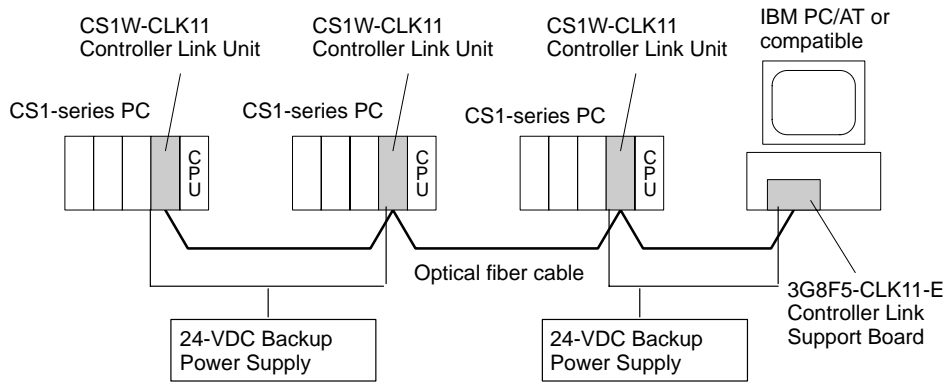 CS1W-CLK11
Controller Link Unit
CS1W-CLK11
Controller Link Unit
CS1W-CLK11
Controller Link Unit
IBM PC/AT or
compatible
CS1-series PC
CS1-series PC
CS1-series PC
CPU
CPU
CPU
Optical fiber cable
3G8F5-CLK11-E
Controller Link
Support Board
24-VDC Backup
Power Supply
24-VDC Backup
Power Supply